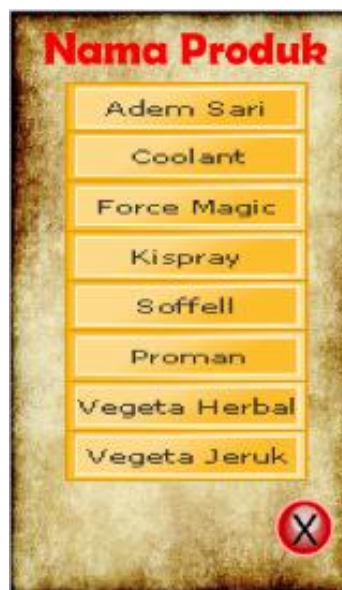 Nama Produk
Adem Sari
Coolant
Force Magic
Kispray
Soffell
Proman
Vegeta Herbal
Vegeta Jeruk
X